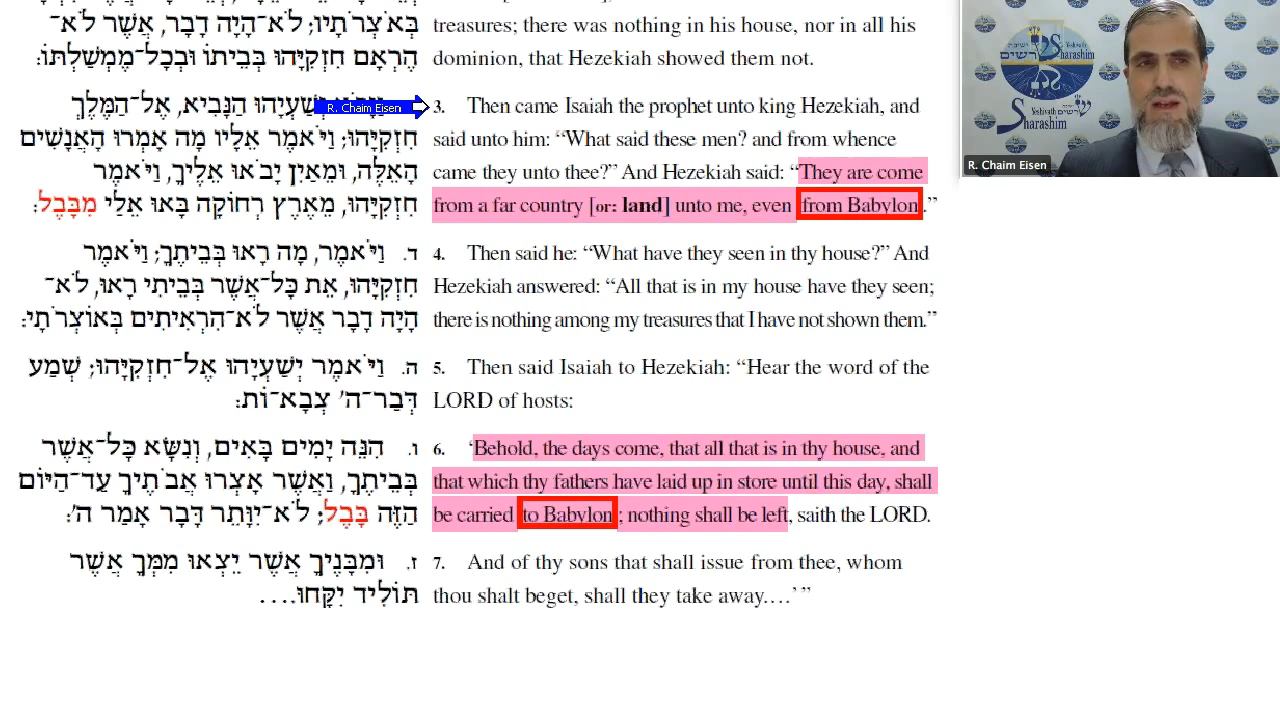 בְּאֹצְרֹתָיו; לֹא־הָיָה דָבָר, אֲשֶׁר לֹא־
הֶרְאָם חִזְקִיָּהוּ בְּבֵיתוֹ וּבְכׇל־מֶמְשַׁלְתּוֹ:
יְשַׁעְיָהוּ הַנָּבִיא, אֶל־הַמֶּלֶךְ
חִזְקִיָּהוּ; וַיֹּאמֶר אֵלָיו מָה אָמְרוּ הָאֲנָשִׁים
הָאֵלֶּה, וּמֵאַיִן יָבֹאוּ אֵלֶיךָ, וַיֹּאמֶר
חִזְקִיָּהוּ, מֵאֶרֶץ רְחוֹקָה בָּאוּ אֵלַי מִבָּבֶל:
ד. וַיֹּאמֶר, מָה רָאוּ בְּבֵיתֶךָ; וַיֹּאמֶר
חִזְקִיָּהוּ, אֵת כׇּל־אֲשֶׁר בְּבֵיתִי רָאוּ, לֹא־
הָיָה דָבָר אֲשֶׁר לֹא־הִרְאִיתִים בְּאוֹצְרֹתָי:
ה. וַיֹּאמֶר יְשַׁעְיָהוּ אֶל־חִזְקִיָּהוּ; שְׁמַע
דְּבַר־ה' צְבָא־וֹת:
ו. הִנֵּה יָמִים בָּאִים, וְנִשָּׂא כׇּל־אֲשֶׁר
בְּבֵיתֶךָ, וַאֲשֶׁר אָצְרוּ אֲבֹתֶיךָ עַד־הַיּוֹם
הַזֶּה בָּבֶל; לֹא־יִוָּתֵר דָּבָר אָמַר ה':
ז. וּמִבָּנֶיךָ אֲשֶׁר יֵצְאוּ מִמְּךָ אֲשֶׁר
תּוֹלִיד יִקָּחוּ....
treasures; there was nothing in his house, nor in all his
dominion, that Hezekiah showed them not.
R. Chaim Eisen
3. Then came Isaiah the prophet unto king Hezekiah, and
said unto him: “What said these men? and from whence
came they unto thee?” And Hezekiah said: “They are come
from a far country [or: land] unto me, even from Babylon.”
4. Then said he: “What have they seen in thy house?” And
Hezekiah answered: “All that is in my house have they seen;
there is nothing among my treasures that I have not shown them.”
5. Then said Isaiah to Hezekiah: “Hear the word of the
LORD of hosts:
6. ‘Behold, the days come, that all that is in thy house, and
that which thy fathers have laid up in store until this day, shall
be carried to Babylon; nothing shall be left, saith the LORD.
7. And of thy sons that shall issue from thee, whom
thou shalt beget, shall they take away....’”
Yeshivath
Sharashim
Yeshivath
Sharashim
R. Chaim Eisen